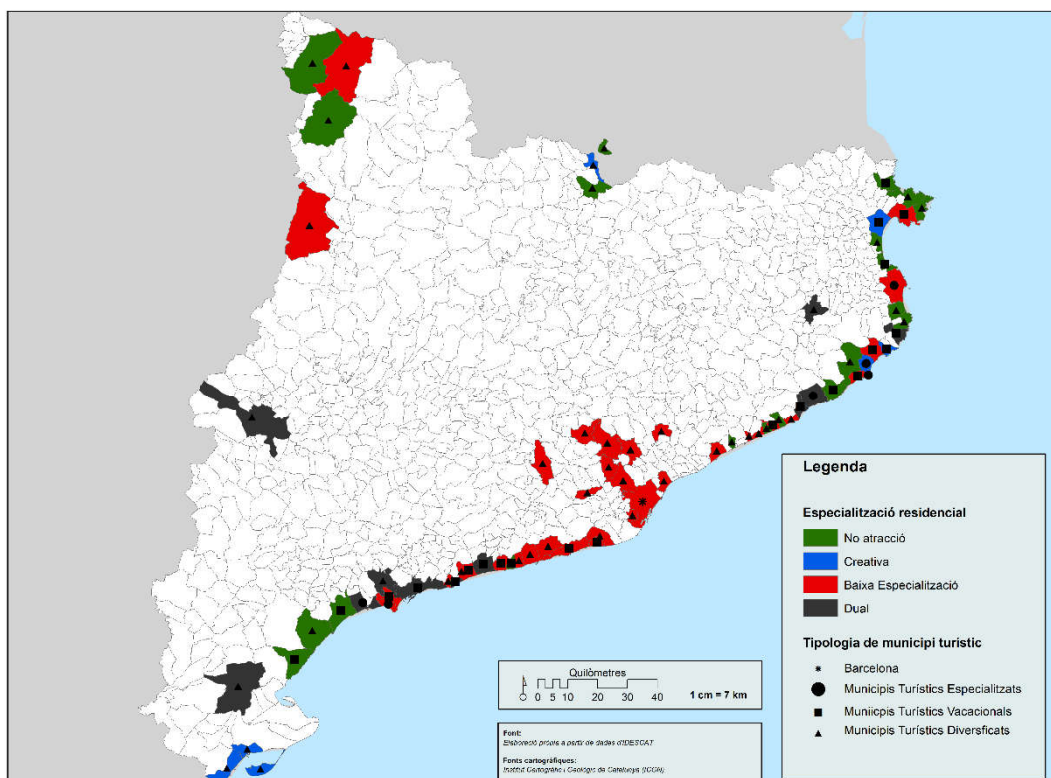 Legenda
Especialització residencial
No atracció
Creativa
Baixa Especialització
Dual
Tipologia de municipi turístic
Barcelona
Municipis Turístics Especialitzats
Muniicpis Turístics Vacacionals
Municipis Turístics Diversificats
Quilòmetres
0 5 10 20 30 40
1 cm = 7 km
Font:
Elaboració pròpia a partir de dades d'IDESCAT
Fonts cartogràfiques:
Institut Cartogràfic i Geològic de Catalunya (ICGN)